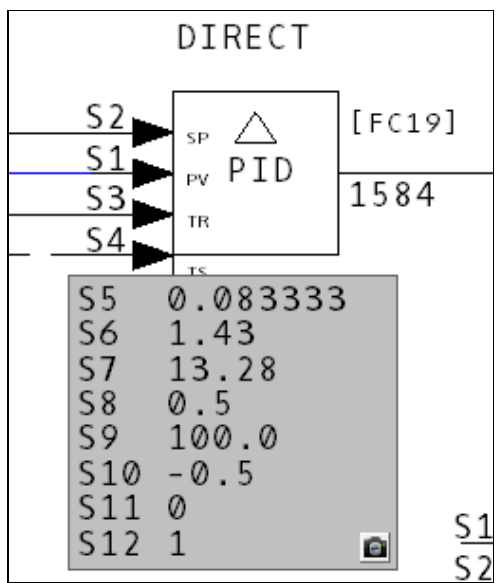 DIRECT
S2
SP
△
PID
[FC19]
S1
PV
1584
S3
TR
S4
TS
S5 0.083333
S6 1.43
S7 13.28
S8 0.5
S9 100.0
S10 -0.5
S11 0
S12 1
S1
S2